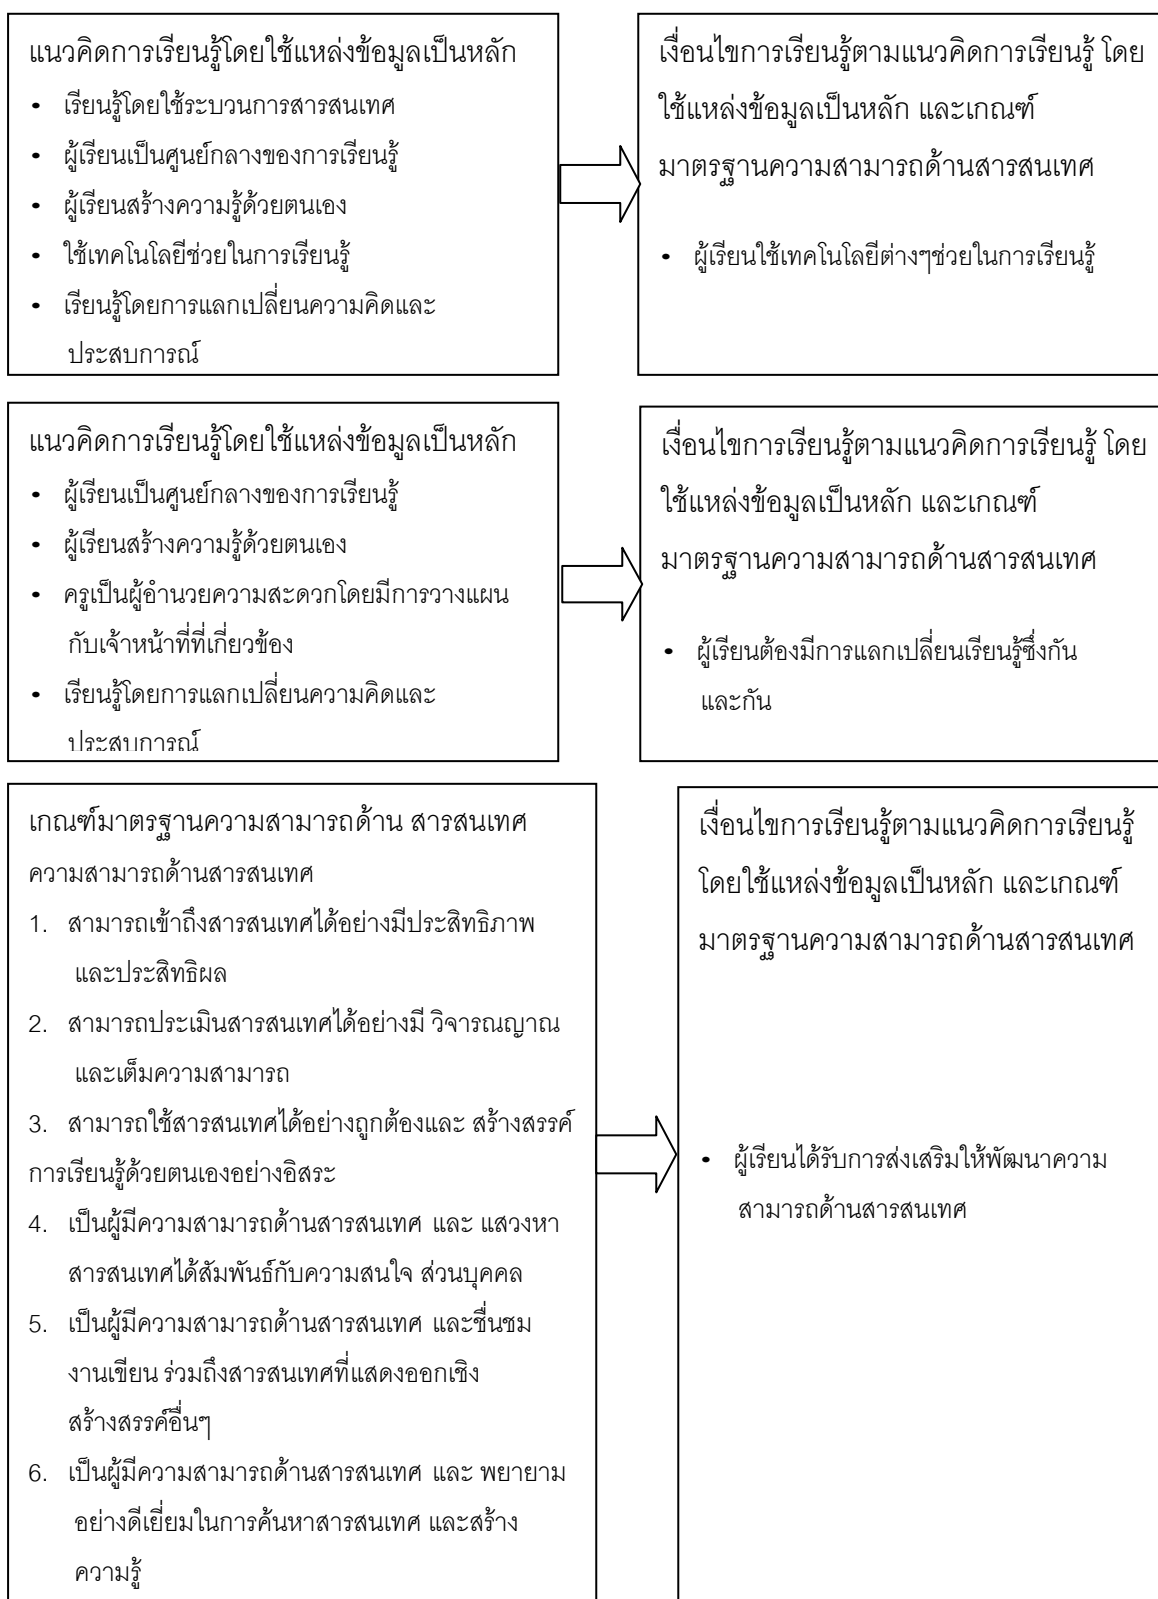 แนวคิดการเรียนรู้โดยใช้แหล่งข้อมูลเป็นหลัก
• เรียนรู้โดยใช้ระบวนการสารสนเทศ
• ผู้เรียนเป็นศูนย์กลางของการเรียนรู้
• ผู้เรียนสร้างความรู้ด้วยตนเอง
• ใช้เทคโนโลยีช่วยในการเรียนรู้
• เรียนรู้โดยการแลกเปลี่ยนความคิดและ
ประสบการณ์
เงื่อนไขการเรียนรู้ตามแนวคิดการเรียนรู้ โดย
ใช้แหล่งข้อมูลเป็นหลัก และเกณฑ์
มาตรฐานความสามารถด้านสารสนเทศ
• ผู้เรียนใช้เทคโนโลยีต่างๆช่วยในการเรียนรู้
แนวคิดการเรียนรู้โดยใช้แหล่งข้อมูลเป็นหลัก
• ผู้เรียนเป็นศูนย์กลางของการเรียนรู้
• ผู้เรียนสร้างความรู้ด้วยตนเอง
• ครูเป็นผู้อำนวยความสะดวกโดยมีการวางแผน
กับเจ้าหน้าที่ที่เกี่ยวข้อง
• เรียนรู้โดยการแลกเปลี่ยนความคิดและ
ประสบการณ์
เงื่อนไขการเรียนรู้ตามแนวคิดการเรียนรู้ โดย
ใช้แหล่งข้อมูลเป็นหลัก และเกณฑ์
มาตรฐานความสามารถด้านสารสนเทศ
• ผู้เรียนต้องมีการแลกเปลี่ยนเรียนรู้ซึ่งกัน
และกัน
เกณฑ์มาตรฐานความสามารถด้าน สารสนเทศ
ความสามารถด้านสารสนเทศ
1. สามารถเข้าถึงสารสนเทศได้อย่างมีประสิทธิภาพ
และประสิทธิผล
2. สามารถประเมินสารสนเทศได้อย่างมี วิจารณญาณ
และเต็มความสามารถ
3. สามารถใช้สารสนเทศได้อย่างถูกต้องและ สร้างสรรค์
การเรียนรู้ด้วยตนเองอย่างอิสระ
4. เป็นผู้มีความสามารถด้านสารสนเทศ และ แสวงหา
สารสนเทศได้สัมพันธ์กับความสนใจ ส่วนบุคคล
5. เป็นผู้มีความสามารถด้านสารสนเทศ และชื่นชม
งานเขียน ร่วมถึงสารสนเทศที่แสดงออกเชิง
สร้างสรรค์อื่นๆ
6. เป็นผู้มีความสามารถด้านสารสนเทศ และ พยายาม
อย่างดีเยี่ยมในการค้นหาสารสนเทศ และสร้าง
ความรู้
เงื่อนไขการเรียนรู้ตามแนวคิดการเรียนรู้
โดยใช้แหล่งข้อมูลเป็นหลัก และเกณฑ์
มาตรฐานความสามารถด้านสารสนเทศ
• ผู้เรียนได้รับการส่งเสริมให้พัฒนาความ
สามารถด้านสารสนเทศ